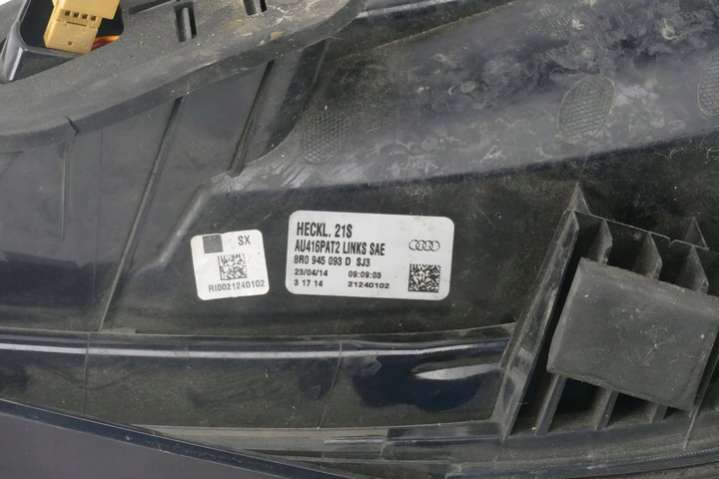 SX
RI0021240102
HECKL. 21S
AU416PAT2 LINKS SAE
8R0 945 093 D SJ3
23/04/14 09:09:03
3 17 14 21240102